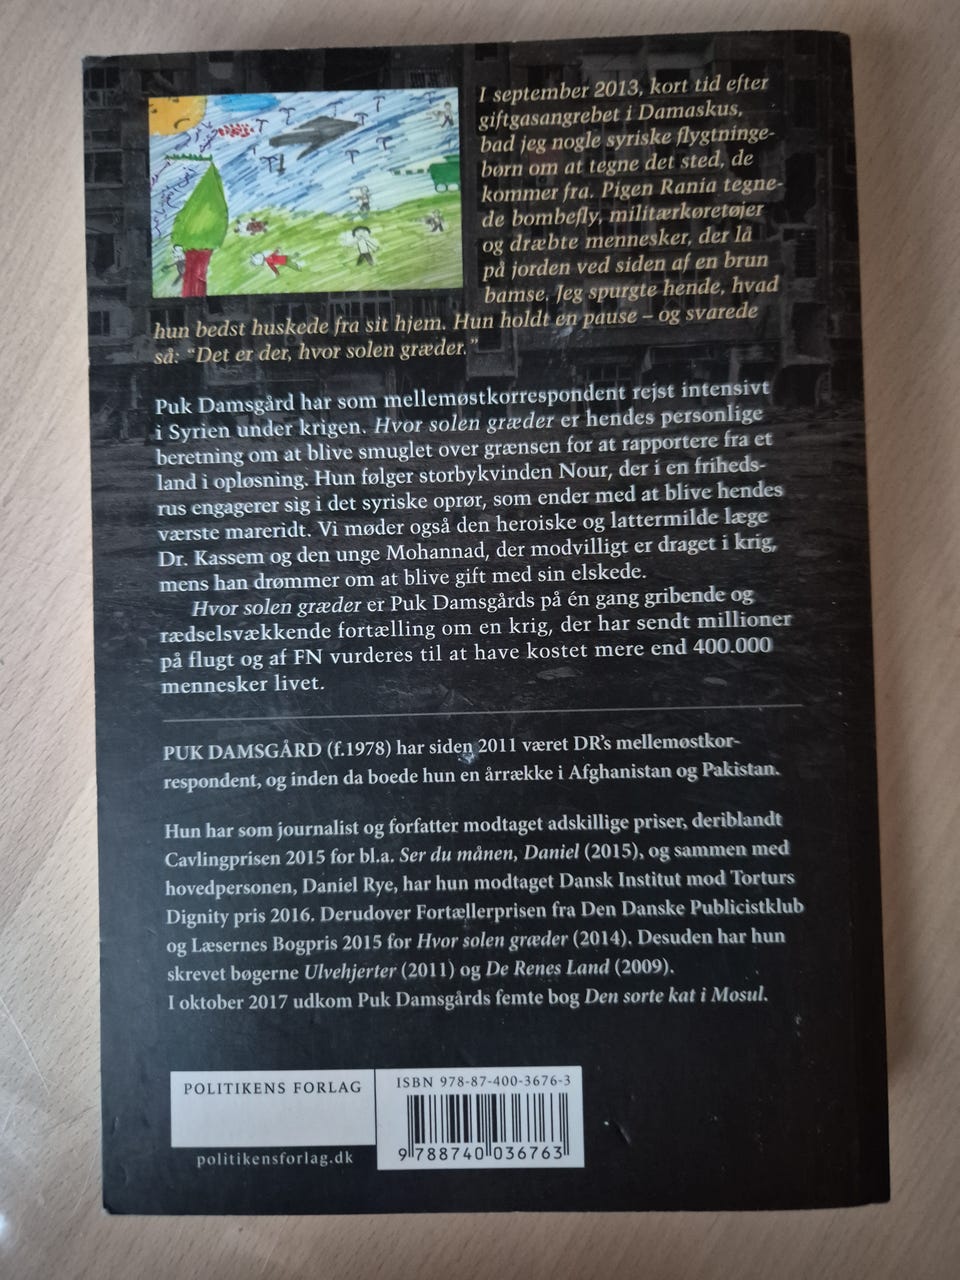 I september 2013, kort tid efter
giftgasangrebet i Damaskus,
bad jeg nogle syriske flygtninge-
børn om at tegne det sted, de
kommer fra. Pigen Rania tegne-
de bombefly, militærkøretøjer
og dræbte mennesker, der lå
på jorden ved siden af en brun
bamse. Jeg spurgte hende, hvad
hun bedst huskede fra sit hjem. Hun holdt en pause – og svarede
så: “Det er der, hvor solen græder.”
Puk Damsgård har som mellemøstkorrespondent rejst intensivt
i Syrien under krigen. Hvor solen græder er hendes personlige
beretning om at blive smuglet over grænsen for at rapportere fra et
land i opløsning. Hun følger storbykvinden Nour, der i en friheds-
rus engagerer sig i det syriske oprør, som ender med at blive hendes
værste mareridt. Vi møder også den heroiske og lattermilde læge
Dr. Kassem og den unge Mohannad, der modvilligt er draget i krig,
mens han drømmer om at blive gift med sin elskede.
Hvor solen græder er Puk Damsgårds på én gang gribende og
rædselsvækkende fortælling om en krig, der har sendt millioner
på flugt og af FN vurderes til at have kostet mere end 400.000
mennesker livet.
PUK DAMSGÅRD (f.1978) har siden 2011 været DR's mellemøstkor-
respondent, og inden da boede hun en årrække i Afghanistan og Pakistan.
Hun har som journalist og forfatter modtaget adskillige priser, deriblandt
Cavlingprisen 2015 for bl.a. Ser du månen, Daniel (2015), og sammen med
hovedpersonen, Daniel Rye, har hun modtaget Dansk Institut mod Torturs
Dignity pris 2016. Derudover Fortællerprisen fra Den Danske Publicistklub
og Læsernes Bogpris 2015 for Hvor solen græder (2014). Desuden har hun
skrevet bøgerne Ulvehjerter (2011) og De Renes Land (2009).
I oktober 2017 udkom Puk Damsgårds femte bog Den sorte kat i Mosul.
POLITIKENS FORLAG
politikensforlag.dk
ISBN 978-87-400-3676-3
9 788740 036763